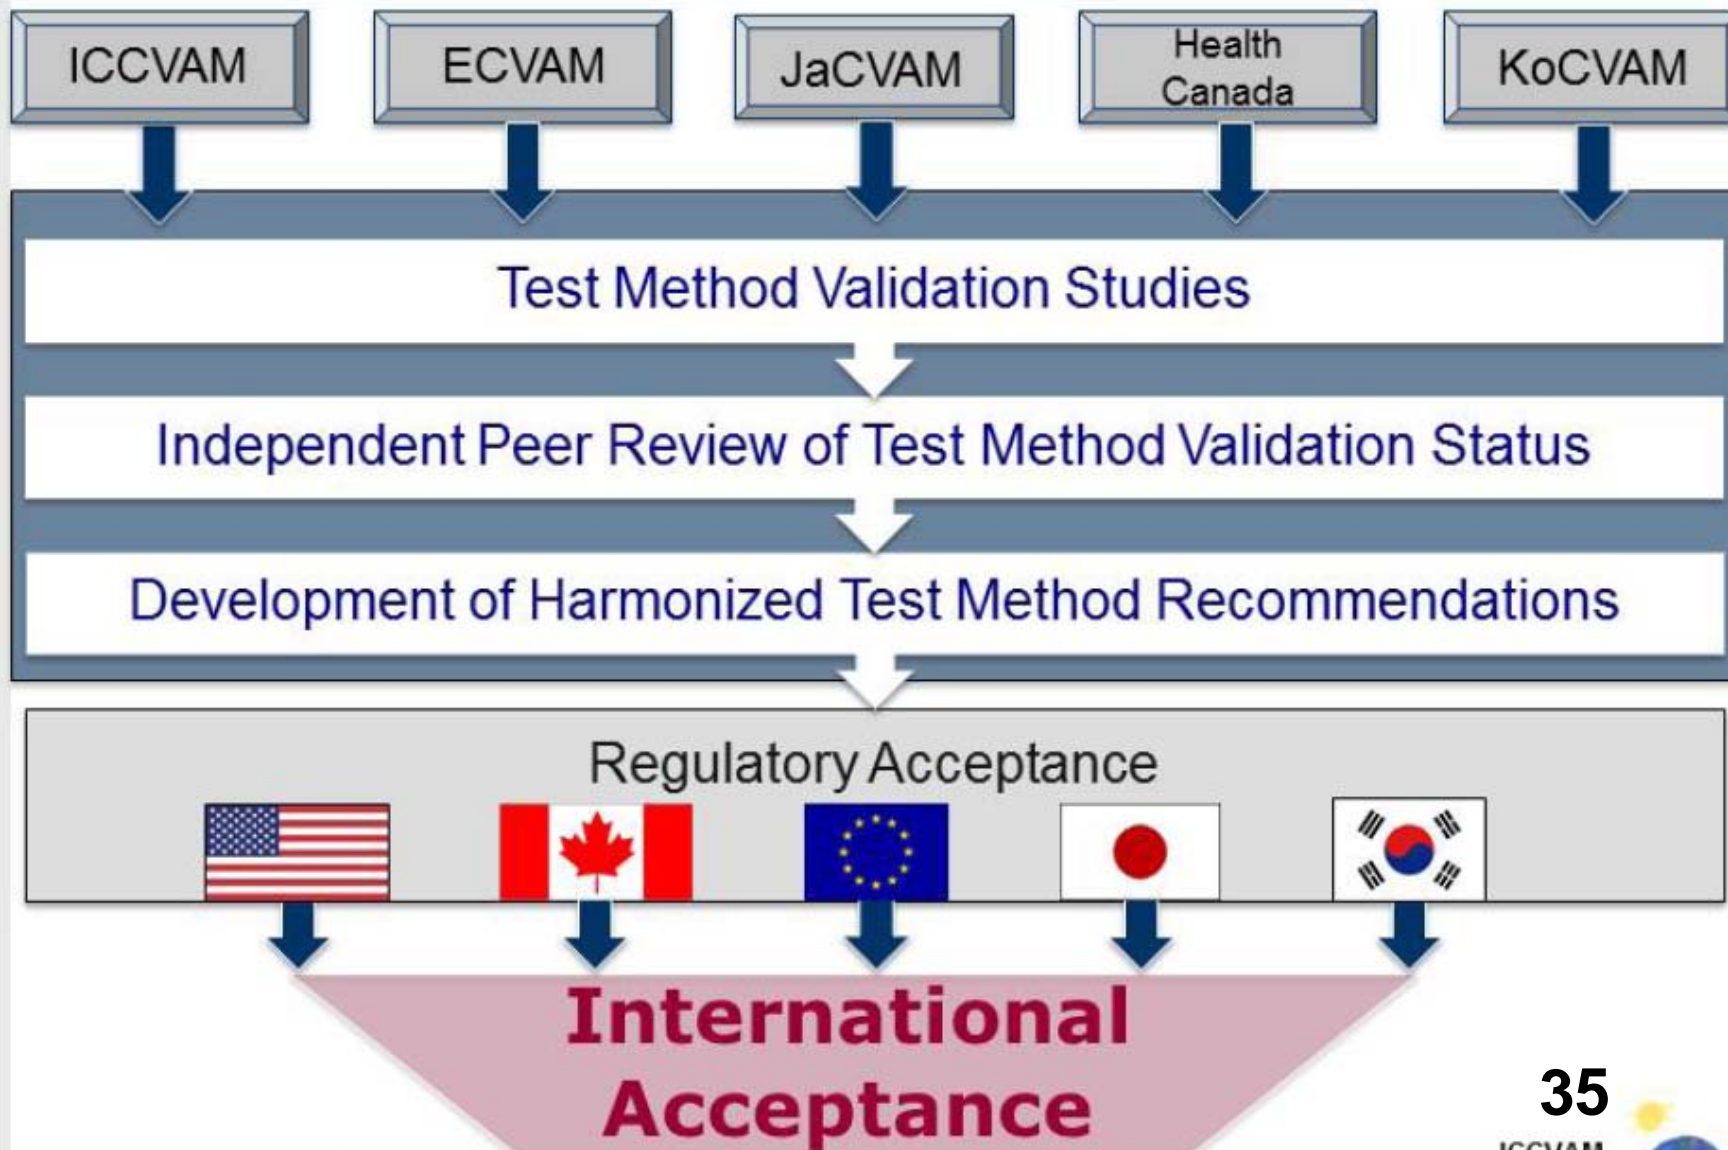 ICCVAM
ECVAM
JaCVAM
Health
Canada
KoCVAM
Test Method Validation Studies
Independent Peer Review of Test Method Validation Status
Development of Harmonized Test Method Recommendations
Regulatory Acceptance
International
Acceptance
35
ICCVAM